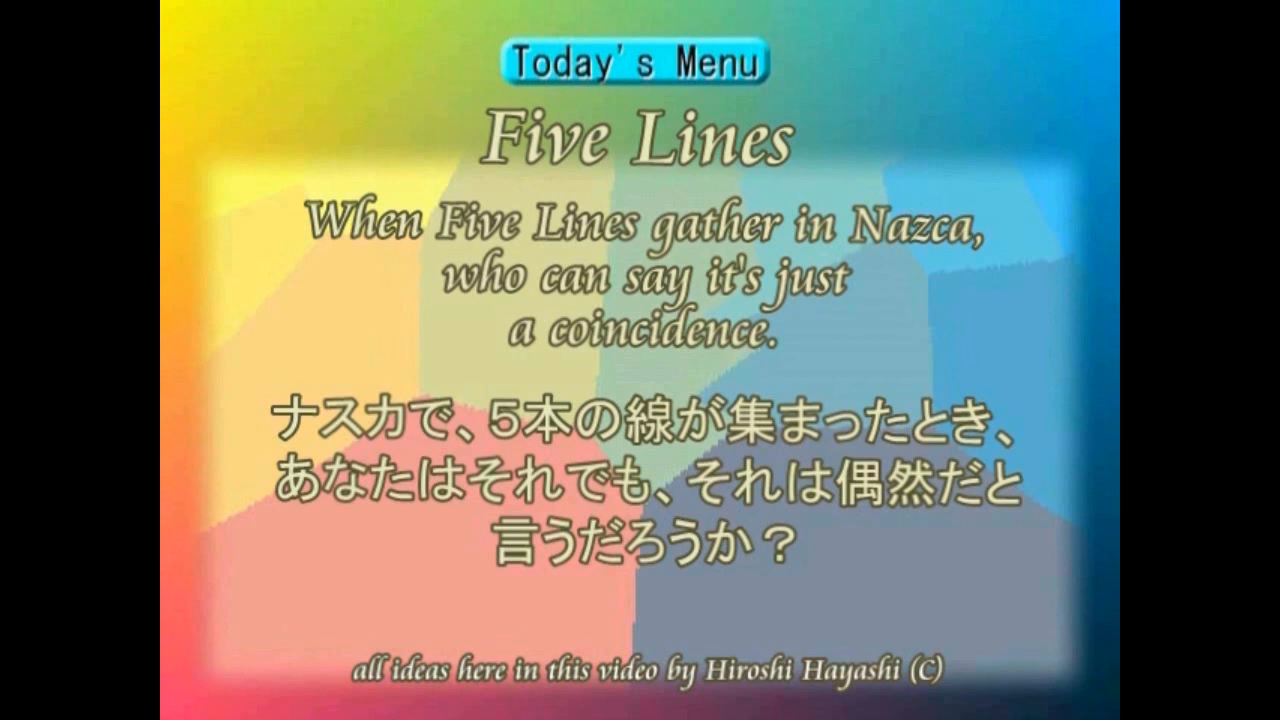 Today's Menu
Five Lines
When Five Lines gather in Nazca,
who can say it's just
a coincidence.
ナスカで、５本の線が集まったとき、
あなたはそれでも、それは偶然だと
言うだろうか？
all ideas here in this video by Hiroshi Hayashi (C)